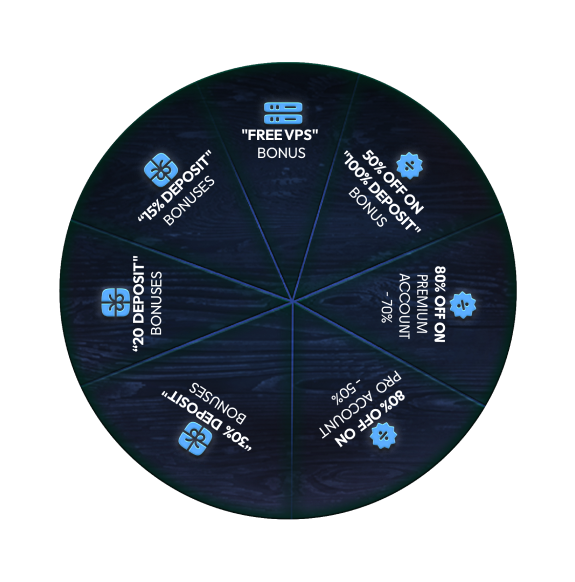 "FREE VPS"
BONUS
50% OFF ON
"100% DEPOSIT"
BONUS
80% OFF ON
PREMIUM
ACCOUNT
- 70%
80% OFF ON
PRO ACCOUNT
- 50%
“30% DEPOSIT"
BONUSES
“20 DEPOSIT"
BONUSES
“15% DEPOSIT"
BONUSES